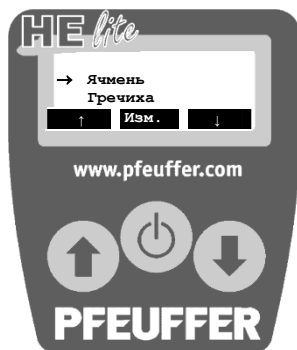 HE lite
→ Ячмень
Гречиха
↑ Изм. ↓
www.pfeuffer.com
PFEUFFER